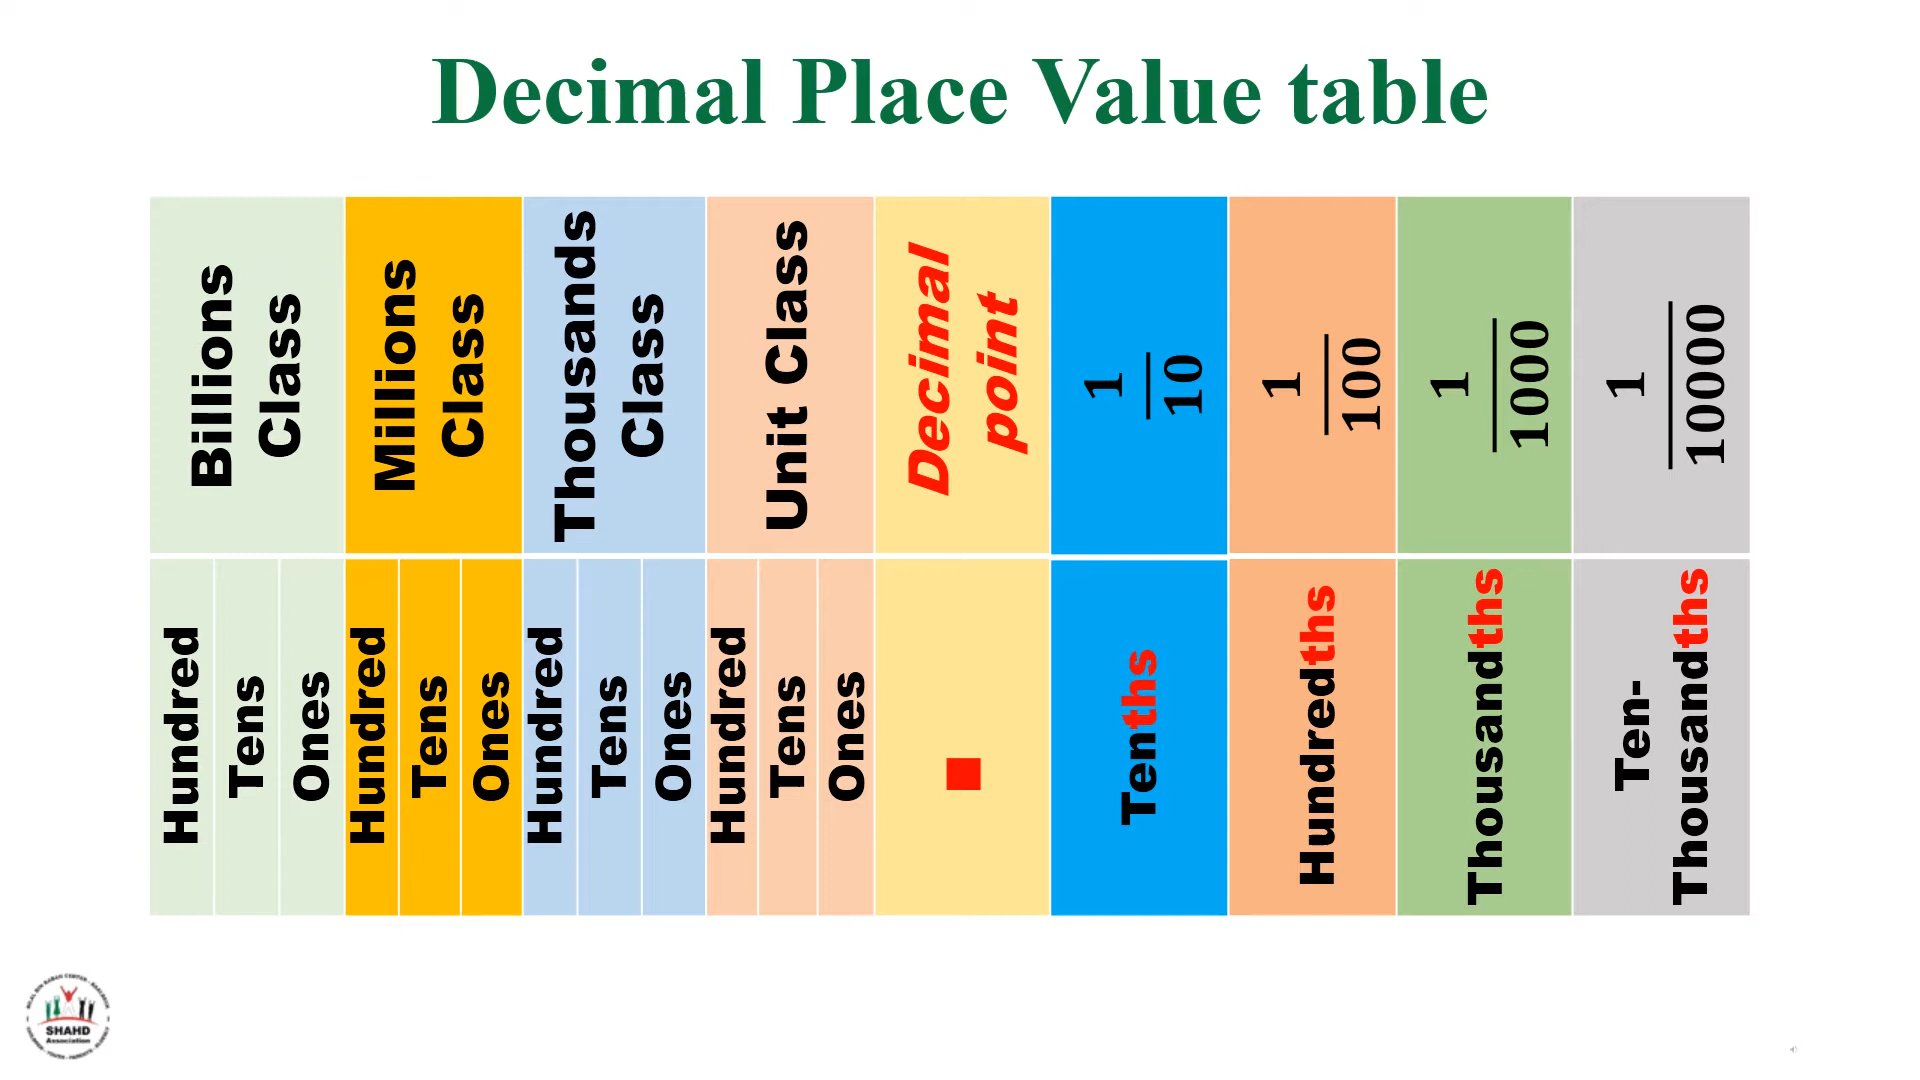 Decimal Place Value table
Billions
Class
Millions
Class
Thousands
Class
Unit Class
Decimal
point
1
10
1
100
1
1000
1
10000
Hundred
Tens
Ones
Hundred
Tens
Ones
Hundred
Tens
Ones
Hundred
Tens
Ones
.
Tenths
Hundredths
Thousandths
Ten-
Thousandths
SHAHD
Association